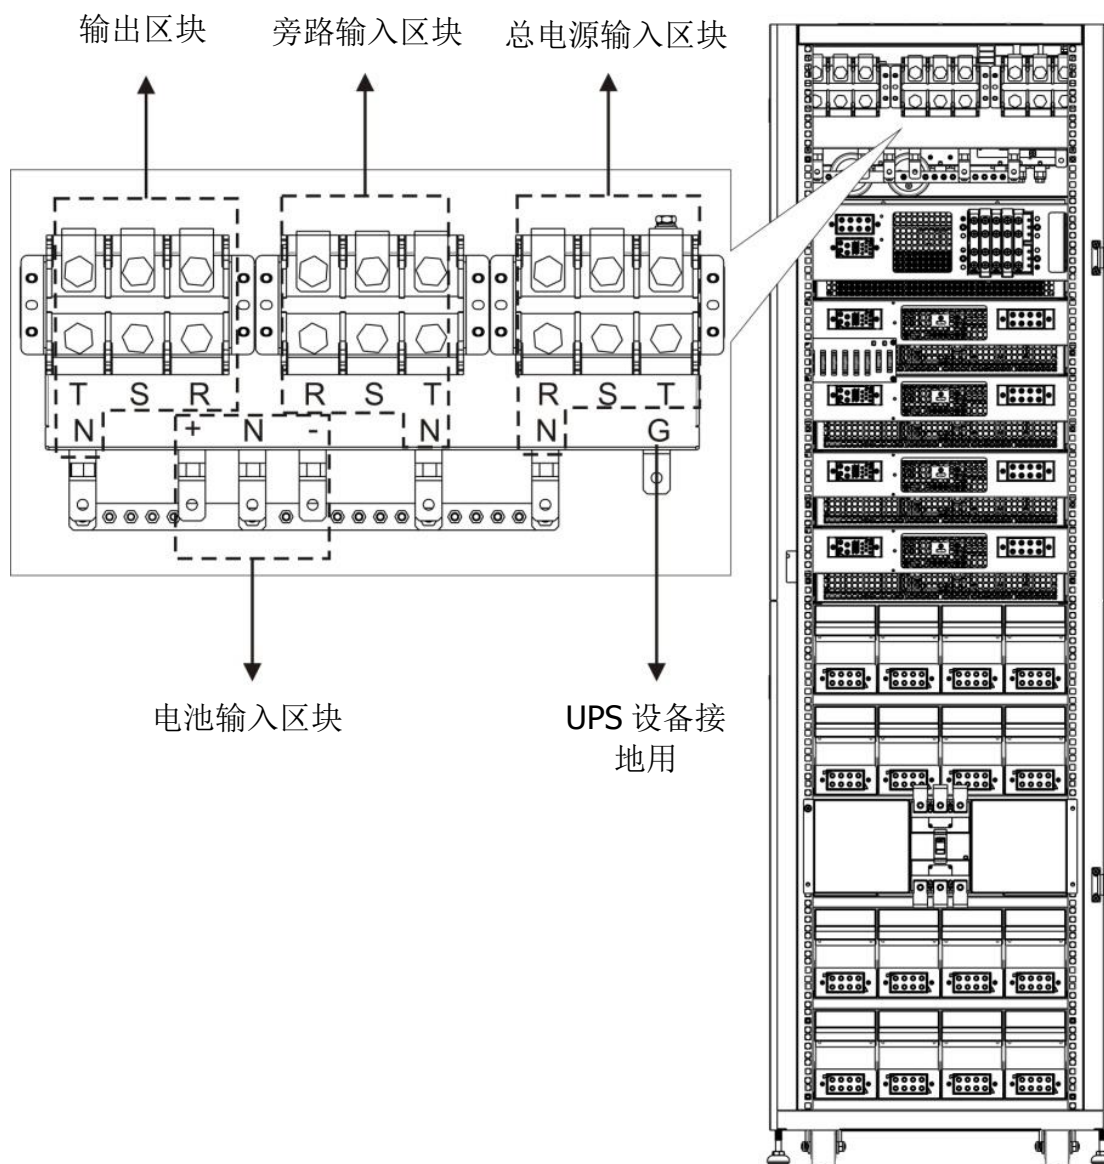 输出区块 旁路输入区块 总电源输入区块
T S R R S T R S T
N + N - N N G
电池输入区块 UPS 设备接
地用